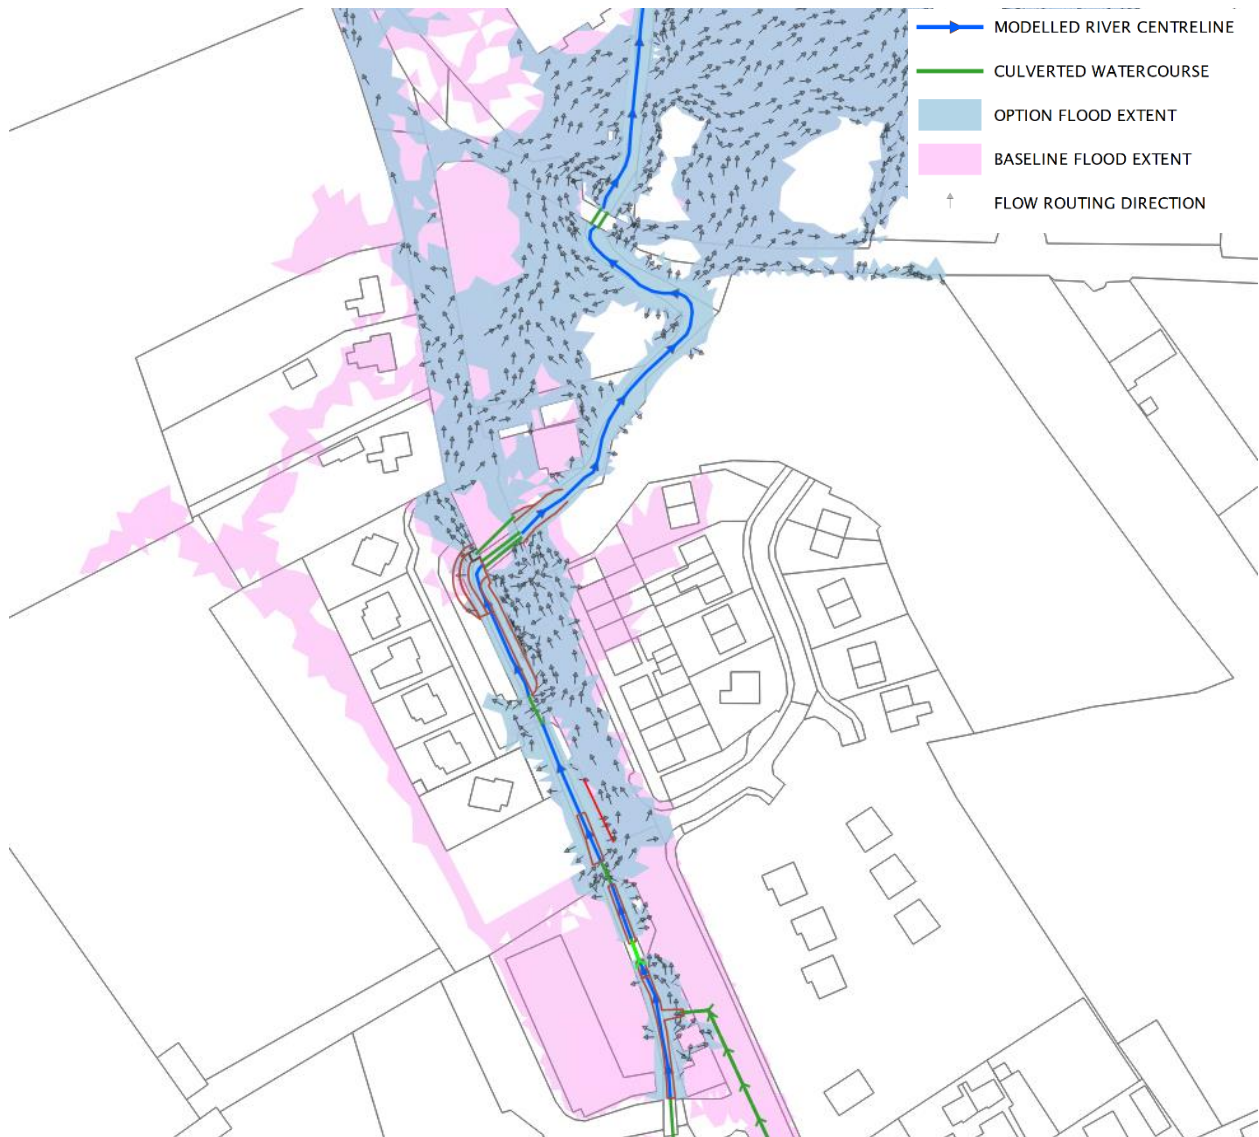 MODELLED RIVER CENTRELINE
CULVERTED WATERCOURSE
OPTION FLOOD EXTENT
BASELINE FLOOD EXTENT
FLOW ROUTING DIRECTION